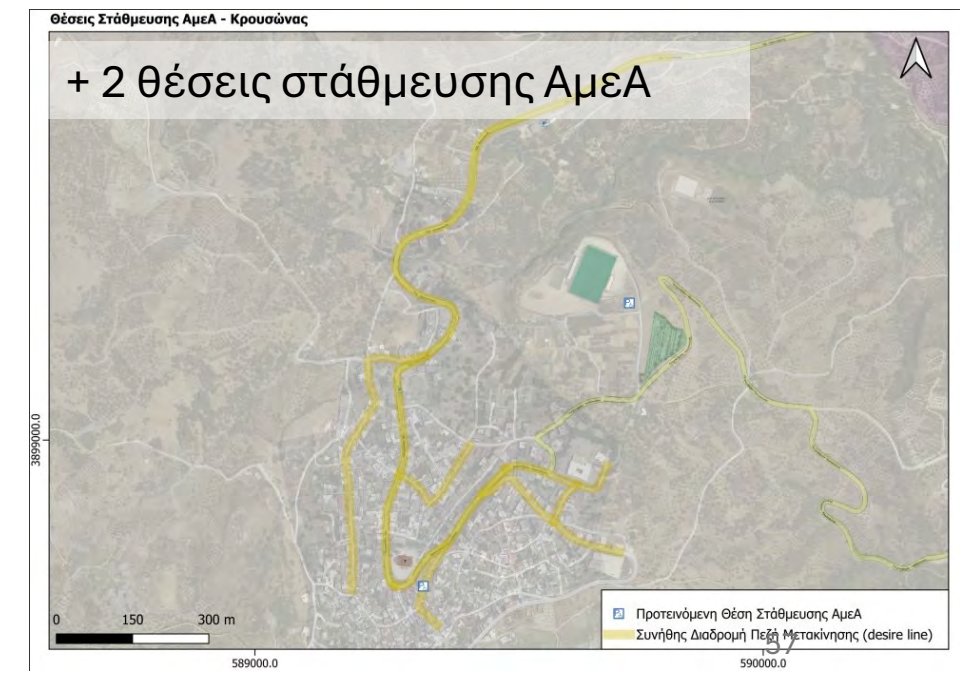 Θέσεις Στάθμευσης ΑμεΑ - Κρουσώνας
+ 2 θέσεις στάθμευσης ΑμεΑ
3899000.0
0 150 300 m
Προτεινόμενη Θέση Στάθμευσης ΑμεΑ
Συνήθης Διαδρομή Πεζή Μετακίνησης (desire line)
57
589000.0 590000.0